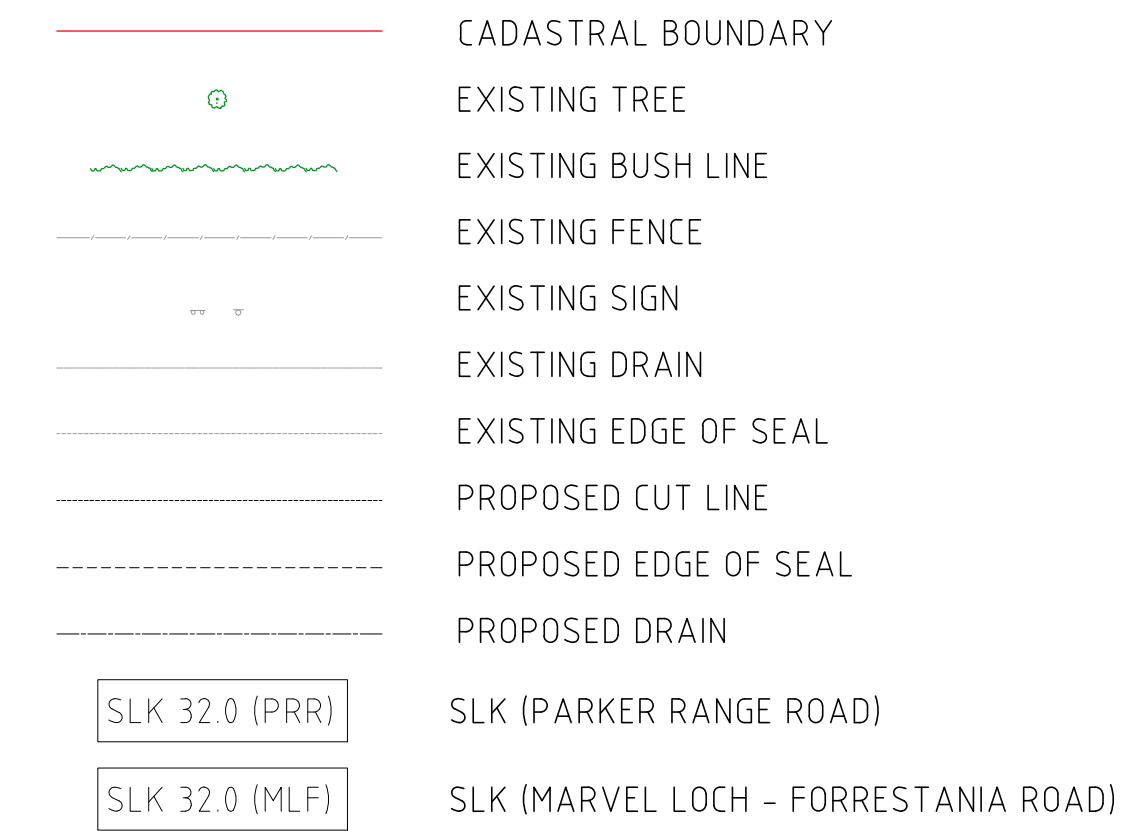 CADASTRAL BOUNDARY
EXISTING TREE
EXISTING BUSH LINE
EXISTING FENCE
EXISTING SIGN
EXISTING DRAIN
EXISTING EDGE OF SEAL
PROPOSED CUT LINE
PROPOSED EDGE OF SEAL
PROPOSED DRAIN
SLK 32.0 (PRR) SLK (PARKER RANGE ROAD)
SLK 32.0 (MLF) SLK (MARVEL LOCH - FORRESTANIA ROAD)